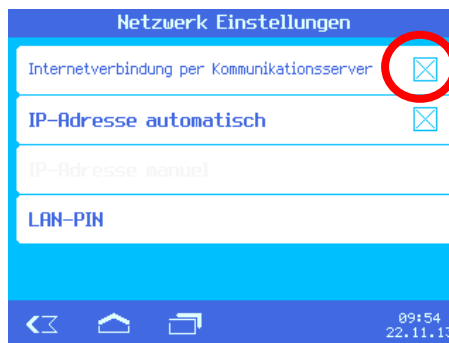 Netzwerk Einstellungen
Internetverbindung per Kommunikationsserver
IP-Adresse automatisch
IP-Adresse manuel
LAN-PIN
09:54
22.11.13